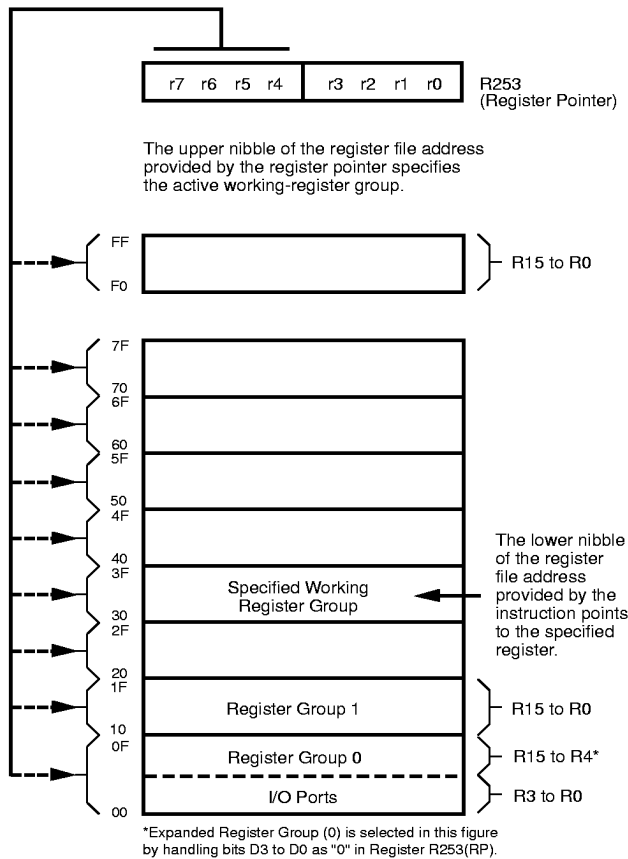 r7 r6 r5 r4 r3 r2 r1 r0
R253
(Register Pointer)
The upper nibble of the register file address
provided by the register pointer specifies
the active working-register group.
FF
F0
R15 to R0
7F
70
6F
60
5F
50
4F
40
3F
Specified Working
Register Group
The lower nibble
of the register
file address
provided by the
instruction points
to the specified
register.
30
2F
20
1F
Register Group 1
R15 to R0
10
0F
Register Group 0
R15 to R4*
I/O Ports
R3 to R0
00
*Expanded Register Group (0) is selected in this figure
by handling bits D3 to D0 as "0" in Register R253(RP).